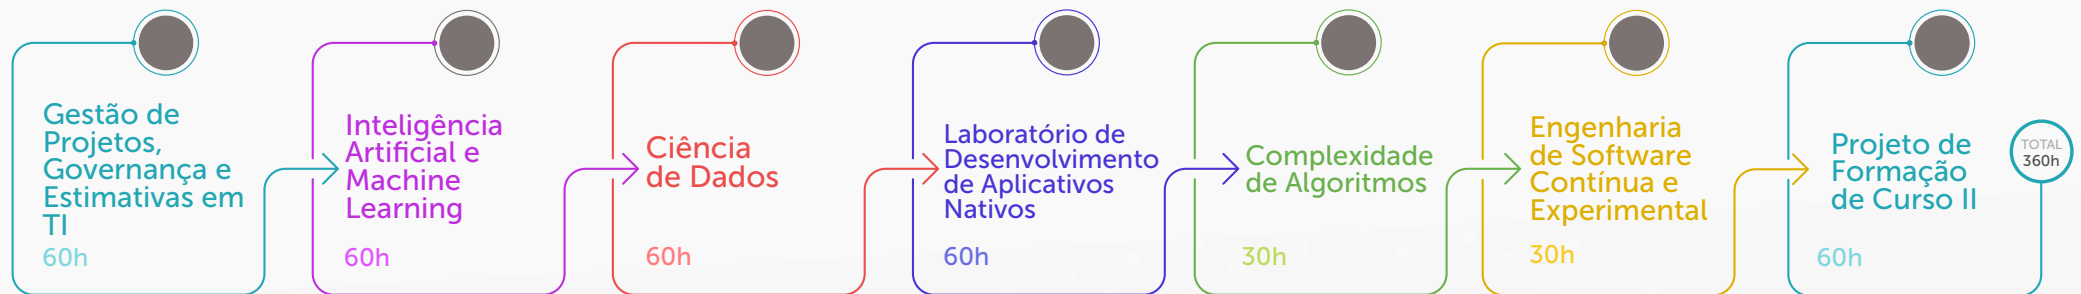 Gestão de
Projetos,
Governança e
Estimativas em
TI
60h
Inteligência
Artificial e
Machine
Learning
60h
Ciência
de Dados
60h
Laboratório de
Desenvolvimento
de Aplicativos
Nativos
60h
Complexidade
de Algoritmos
30h
Engenharia
de Software
Contínua e
Experimental
30h
Projeto de
Formação
de Curso II
60h
TOTAL
360h